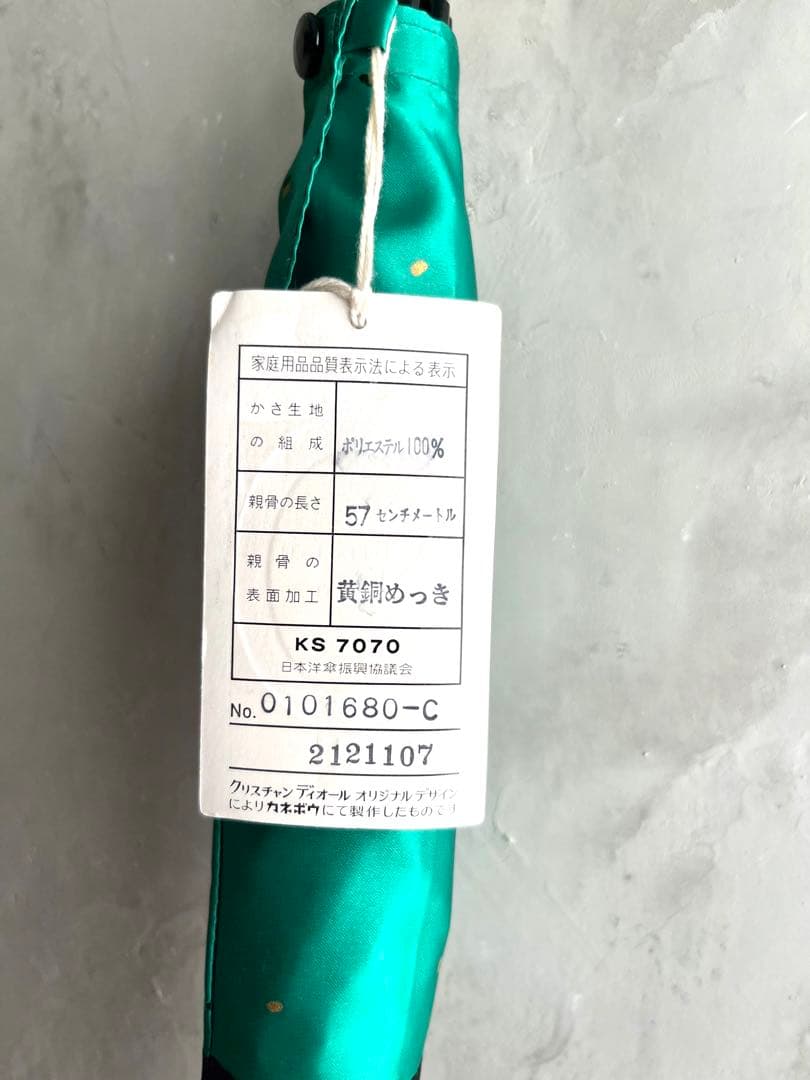 家庭用品品質表示法による表示
かさ生地
の組成
ポリエステル100%
親骨の長さ
57センチメートル
親骨の
表面加工
黄銅めっき
KS 7070
日本洋傘振興協議会
No.0101680-C
2121107
クリスチャン ディオール オリジナルデザイン
によりカネボウにて製作したものです